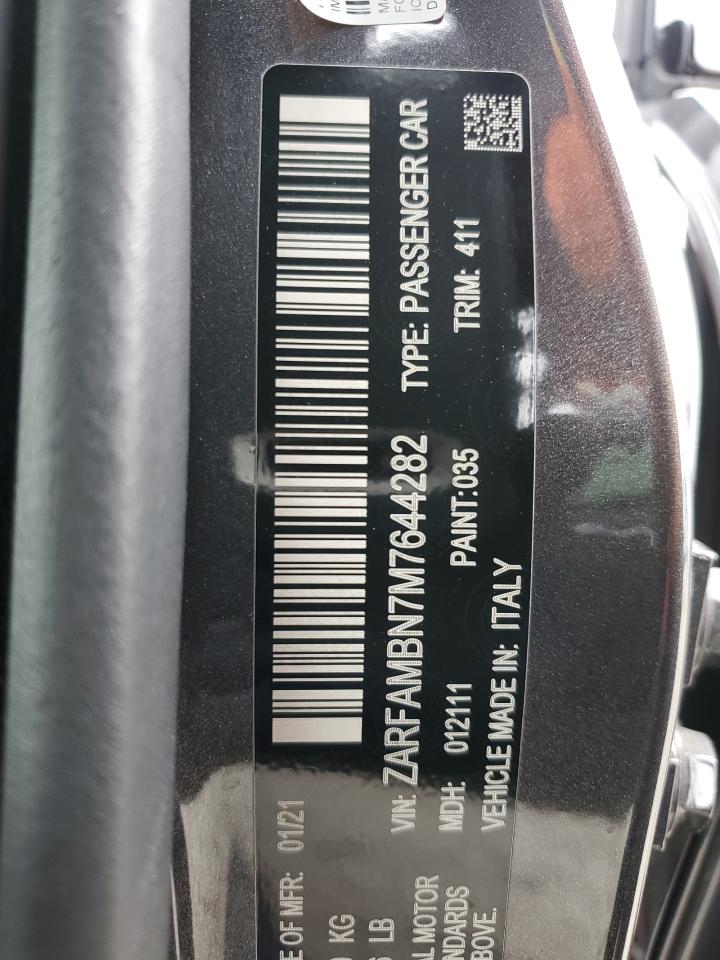 E OF MFR: 01/21
KG
LB
VIN: ZARFAMBN7M7644282 TYPE: PASSENGER CAR
MDH: 012111 PAINT:035 TRIM: 411
VEHICLE MADE IN: ITALY
AL MOTOR
NDARDS
BOVE.